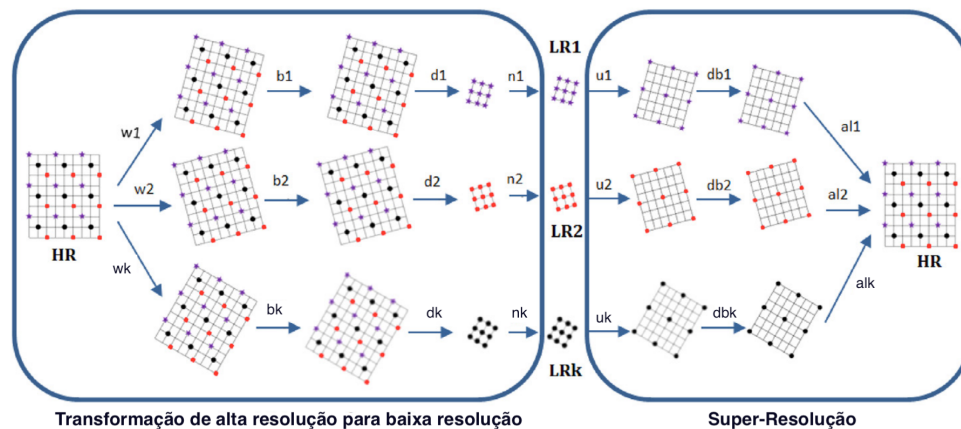 LR1
b1
d1
n1
u1
db1
w1
al1
w2
b2
d2
n2
u2
db2
al2
HR
LR2
HR
wk
bk
dk
nk
uk
dbk
alk
LRk
Transformação de alta resolução para baixa resolução
Super-Resolução